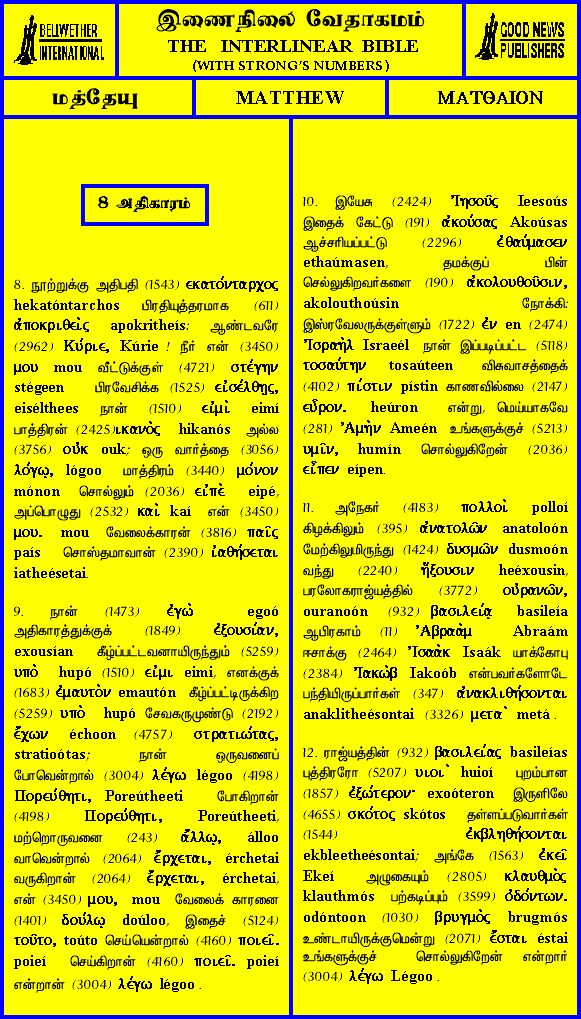 BELLWETHER
INTERNATIONAL
இணைநிலை வேதாகமம்
THE INTERLINEAR BIBLE
(WITH STRONG'S NUMBERS)
GOOD NEWS
PUBLISHERS
மத்தேயு
MATTHEW
ΜΑΤΘΑΙΟΝ
8 அதிகாரம்
8. நூற்றுக்கு அதிபதி (1543) εκατόνταρχος
hekatóntarchos பிரதியுத்தரமாக (611)
ἀποκριθεὶς apokritheís: ஆண்டவரே
(2962) Κύριε, Kúrie ! நீர் என் (3450)
μου mou வீட்டுக்குள் (4721) στέγην
stégeen பிரவேசிக்க (1525) εἰσέλθῃς,
eisélthees நான் (1510) εἰμὶ eimí
பாத்திரன் (2425)ικανὸς hikanós அல்ல
(3756) οὐκ ouk; ஒரு வார்த்தை (3056)
λόγῳ, lógoo மாத்திரம் (3440) μόνον
mónon சொல்லும் (2036) εἰπὲ eipé,
அப்பொழுது (2532) καὶ kaí என் (3450)
μου. mou வேலைக்காரன் (3816) παῖς
país சொஸ்தமாவான் (2390) ἰαθήσεται
iatheésetai.
9. நான் (1473) ἐγὼ egoó
அதிகாரத்துக்குக் (1849) ἐξουσίαν,
exousían கீழ்ப்பட்டவனாயிருந்தும் (5259)
υπὸ hupó (1510) εἰμι eimi, எனக்குக்
(1683) ἐμαυτὸν emautón கீழ்ப்பட்டிருக்கிற
(5259) υπὸ hupó சேவகருமுண்டு (2192)
ἔχων échoon (4757) στρατιώτας,
stratioótas; நான் ஒருவனைப்
போவென்றால் (3004) λέγω légoo (4198)
Πορεύθητι, Poreútheeti போகிறான்
(4198) Πορεύθητι, Poreútheeti,
மற்றொருவனை (243) ἄλλῳ, álloo
வாவென்றால் (2064) ἔρχεται, érchetai
வருகிறான் (2064) ἔρχεται, érchetai,
என் (3450) μου, mou வேலைக் காரனை
(1401) δούλῳ doúloo, இதைச் (5124)
τοῦτο, toúto செய்யென்றால் (4160) ποιεῖ.
poieí செய்கிறான் (4160) ποιεῖ. poieí
என்றான் (3004) λέγω légoo .
10. இயேசு (2424) Ἰησοῦς Ieesoús
இதைக் கேட்டு (191) ἀκούσας Akoúsas
ஆச்சரியப்பட்டு (2296) ἐθαύμασεν
ethaúmasen, தமக்குப் பின்
செல்லுகிறவர்களை (190) ἀκολουθοῦσιν,
akolouthoúsin நோக்கி:
இஸ்ரவேலருக்குள்ளும் (1722) ἐν en (2474)
Ἰσραὴλ Israeél நான் இப்படிப்பட்ட (5118)
τοσαύτην tosaúteen விசுவாசத்தைக்
(4102) πίστιν pístin காணவில்லை (2147)
εὗρον. heúron என்று, மெய்யாகவே
(281) Ἀμὴν Ameén உங்களுக்குச் (5213)
υμῖν, humín சொல்லுகிறேன் (2036)
εἶπεν eípen.
11. அநேகர் (4183) πολλοὶ polloí
கிழக்கிலும் (395) ἀνατολῶν anatoloón
மேற்கிலுமிருந்து (1424) δυσμῶν dusmoón
வந்து (2240) ἥξουσιν heéxousin,
பரலோகராஜ்யத்தில் (3772) οὐρανῶν,
ouranoón (932) βασιλείᾳ basileía
ஆபிரகாம் (11) Ἀβραὰμ Abraám
ஈசாக்கு (2464) Ἰσαὰκ Isaák யாக்கோபு
(2384) Ἰακὼβ Iakoób என்பவர்களோடே
பந்தியிருப்பார்கள் (347) ἀνακλιθήσονται
anaklitheésontai (3326) μετα` metá .
12. ராஜ்யத்தின் (932) βασιλείας basileías
புத்திரரோ (5207) υιοι` huioí புறம்பான
(1857) ἐξώτερον· exoóteron இருளிலே
(4655) σκότος skótos தள்ளப்படுவார்கள்
(1544) ἐκβληθήσονται
ekbleetheésontai; அங்கே (1563) ἐκεῖ
Ekeí அழுகையும் (2805) κλαυθμὸς
klauthmós பற்கடிப்பும் (3599) ὀδόντων.
odóntoon (1030) βρυγμὸς brugmós
உண்டாயிருக்குமென்று (2071) ἔσται éstai
உங்களுக்குச் சொல்லுகிறேன் என்றார்
(3004) λέγω Légoo .